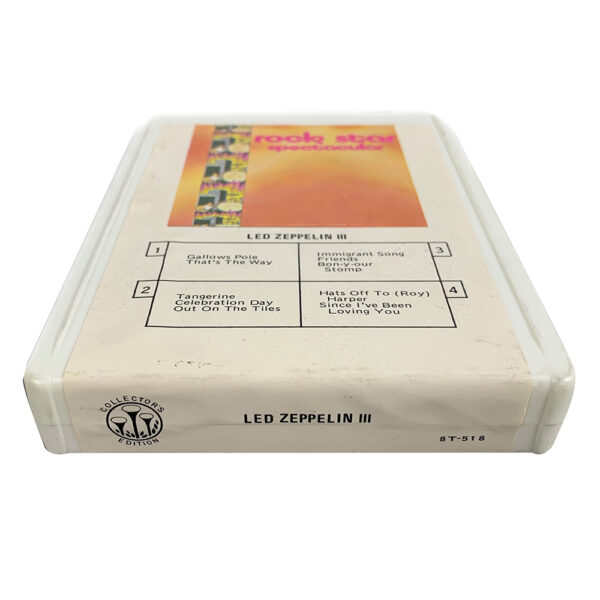 rock star
spectacular
LED ZEPPELIN III
1
Gallows Pole
That's The Way
3
Immigrant Song
Friends
Bon-y-our
Stomp
2
Tangerine
Celebration Day
Out On The Tiles
4
Hats Off To (Roy)
Harper
Since I've Been
Loving You
COLLECTOR'S
EDITION
LED ZEPPELIN III
8T-518